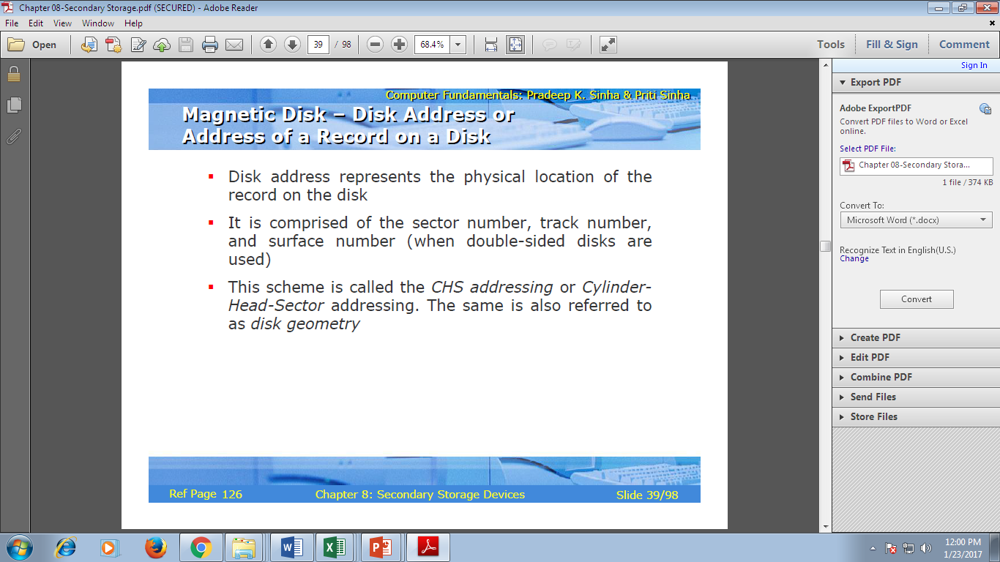 Chapter 08-Secondary Storage.pdf (SECURED) - Adobe Reader
File Edit View Window Help
Open 39 / 98 68.4% Tools Fill & Sign Comment
Sign In
Computer Fundamentals: Pradeep K. Sinha & Priti Sinha
Magnetic Disk – Disk Address or
Address of a Record on a Disk
▪ Disk address represents the physical location of the
record on the disk
▪ It is comprised of the sector number, track number,
and surface number (when double-sided disks are
used)
▪ This scheme is called the CHS addressing or Cylinder-
Head-Sector addressing. The same is also referred to
as disk geometry
Ref Page 126 Chapter 8: Secondary Storage Devices Slide 39/98
Export PDF
Adobe ExportPDF
Convert PDF files to Word or Excel
online.
Select PDF File:
Chapter 08-Secondary Stora...
1 file / 374 KB
Convert To:
Microsoft Word (*.docx)
Recognize Text in English(U.S.)
Change
Convert
Create PDF
Edit PDF
Combine PDF
Send Files
Store Files
12:00 PM
1/23/2017